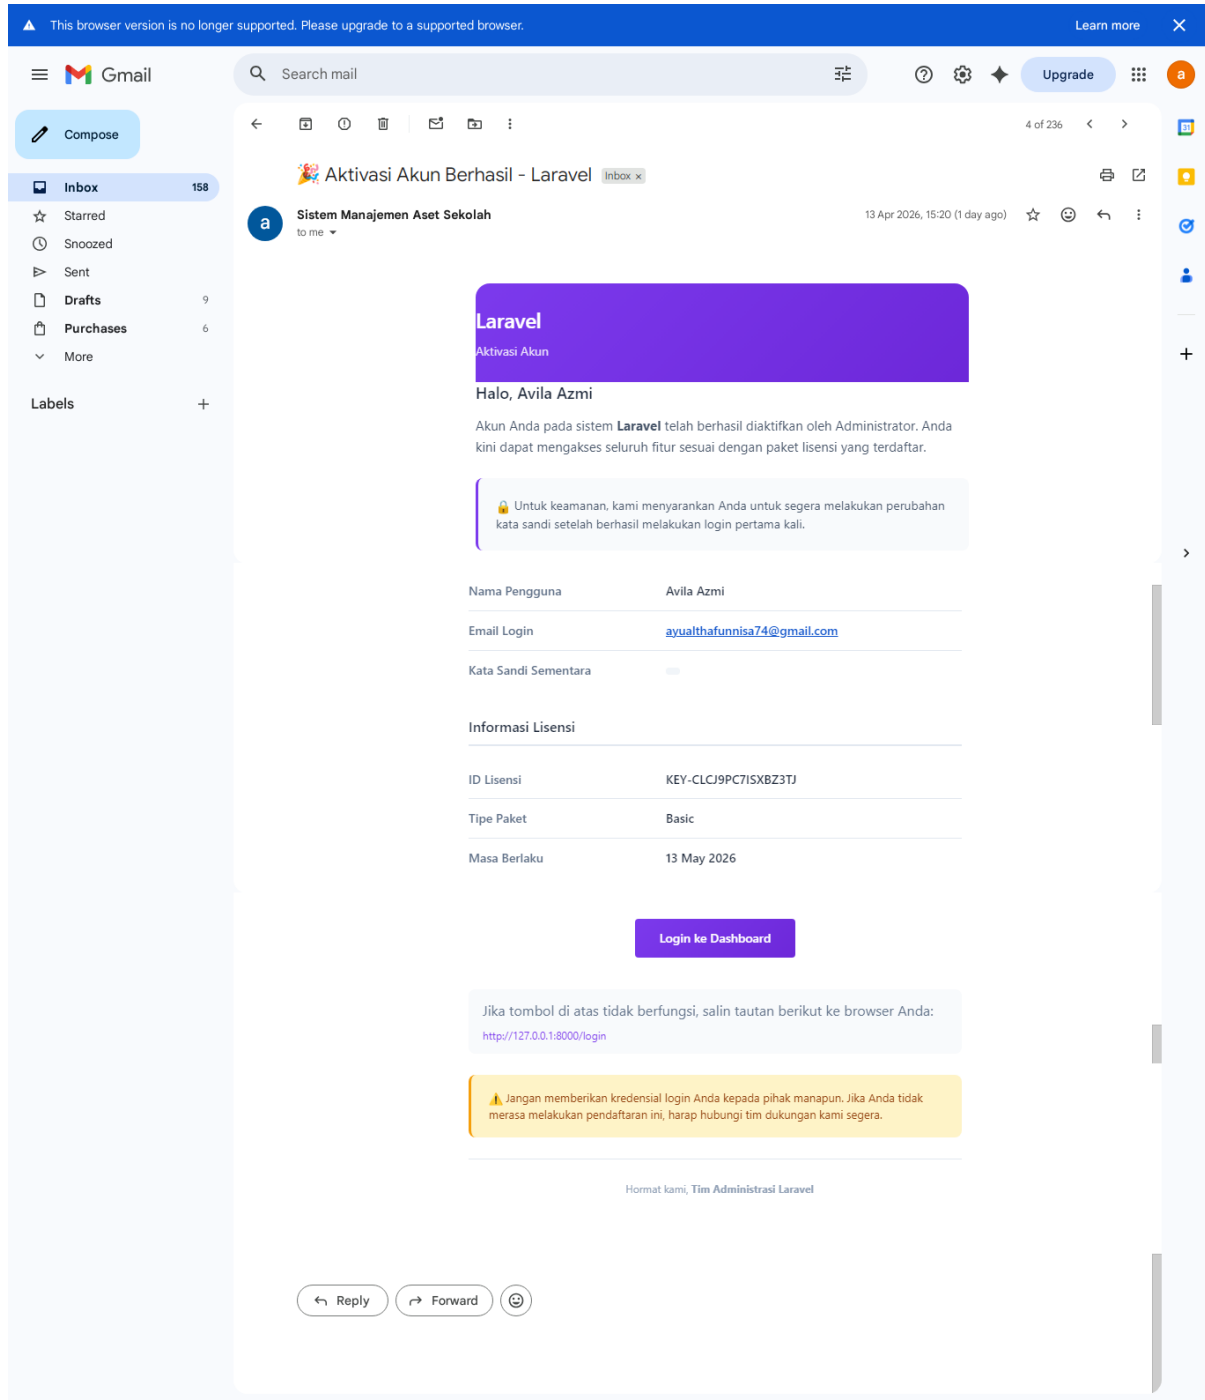 This browser version is no longer supported. Please upgrade to a supported browser.
Learn more
Gmail
Search mail
Upgrade
a
Compose
4 of 236
31
Inbox 158
Starred
Snoozed
Sent
Drafts 9
Purchases 6
More
Labels
🎉 Aktivasi Akun Berhasil - Laravel Inbox ×
a
Sistem Manajemen Aset Sekolah
13 Apr 2026, 15:20 (1 day ago)
to me
Laravel
Aktivasi Akun
Halo, Avila Azmi
Akun Anda pada sistem Laravel telah berhasil diaktifkan oleh Administrator. Anda
kini dapat mengakses seluruh fitur sesuai dengan paket lisensi yang terdaftar.
🔒 Untuk keamanan, kami menyarankan Anda untuk segera melakukan perubahan
kata sandi setelah berhasil melakukan login pertama kali.
Nama Pengguna Avila Azmi
Email Login ayualthafunnisa74@gmail.com
Kata Sandi Sementara
Informasi Lisensi
ID Lisensi KEY-CLCJ9PC7ISXBZ3TJ
Tipe Paket Basic
Masa Berlaku 13 May 2026
Login ke Dashboard
Jika tombol di atas tidak berfungsi, salin tautan berikut ke browser Anda:
http://127.0.0.1:8000/login
⚠️ Jangan memberikan kredensial login Anda kepada pihak manapun. Jika Anda tidak
merasa melakukan pendaftaran ini, harap hubungi tim dukungan kami segera.
Hormat kami, Tim Administrasi Laravel
Reply
Forward